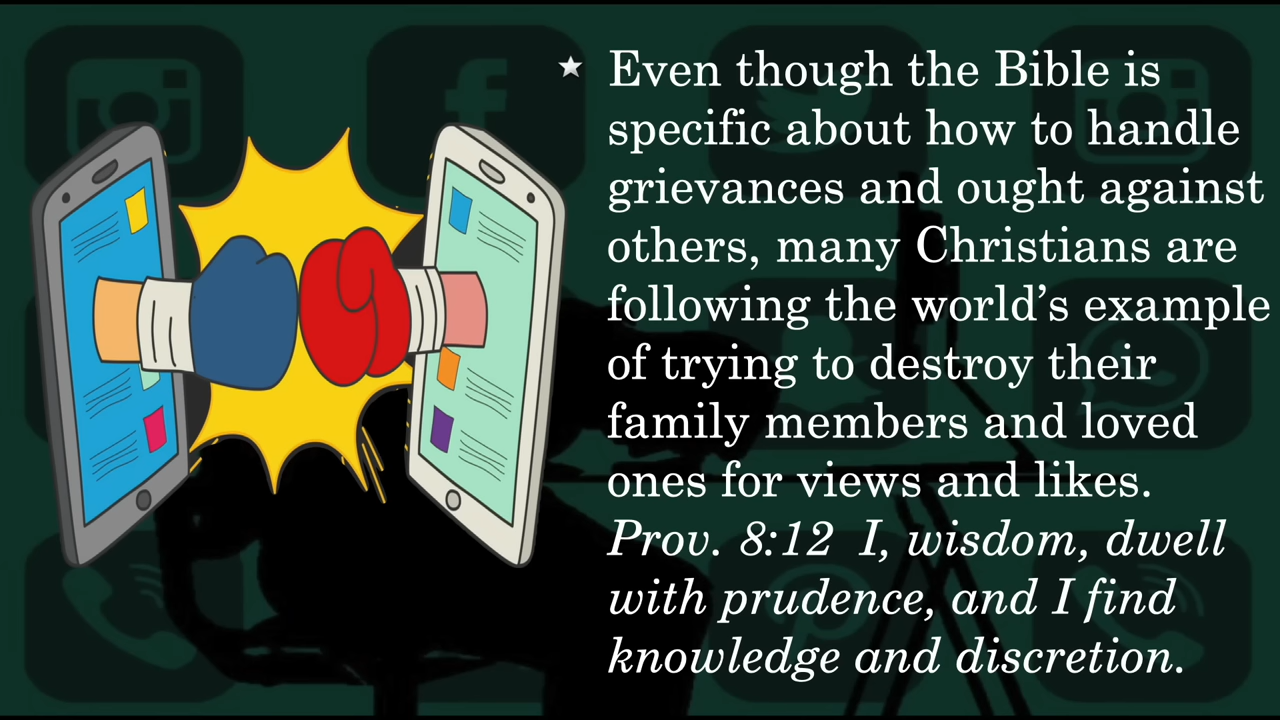 Even though the Bible is
specific about how to handle
grievances and ought against
others, many Christians are
following the world’s example
of trying to destroy their
family members and loved
ones for views and likes.
Prov. 8:12 I, wisdom, dwell
with prudence, and I find
knowledge and discretion.